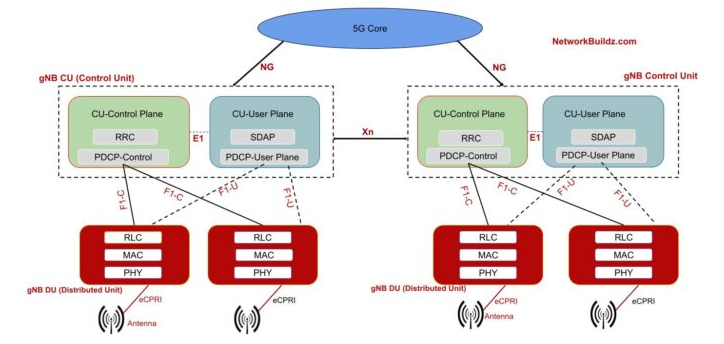 5G Core
NetworkBuildz.com
NG
NG
gNB CU (Control Unit)
gNB Control Unit
CU-Control Plane
RRC
PDCP-Control
E1
CU-User Plane
SDAP
PDCP-User Plane
Xn
CU-Control Plane
RRC
PDCP-Control
E1
CU-User Plane
SDAP
PDCP-User Plane
F1-C
F1-C
F1-U
F1-U
F1-C
F1-C
F1-U
F1-U
RLC
MAC
PHY
RLC
MAC
PHY
RLC
MAC
PHY
RLC
MAC
PHY
gNB DU (Distributed Unit)
eCPRI
Antenna
eCPRI
gNB DU (Distributed Unit)
eCPRI
Antenna
eCPRI